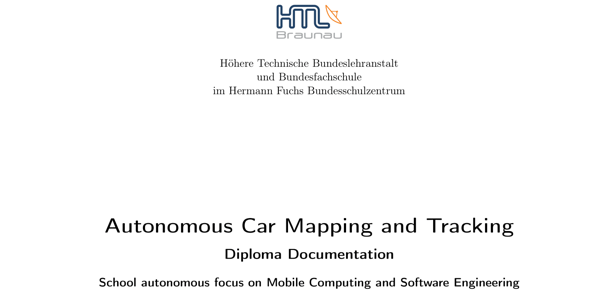 HTL
Braunau
Höhere Technische Bundeslehranstalt
und Bundesfachschule
im Hermann Fuchs Bundesschulzentrum
Autonomous Car Mapping and Tracking
Diploma Documentation
School autonomous focus on Mobile Computing and Software Engineering